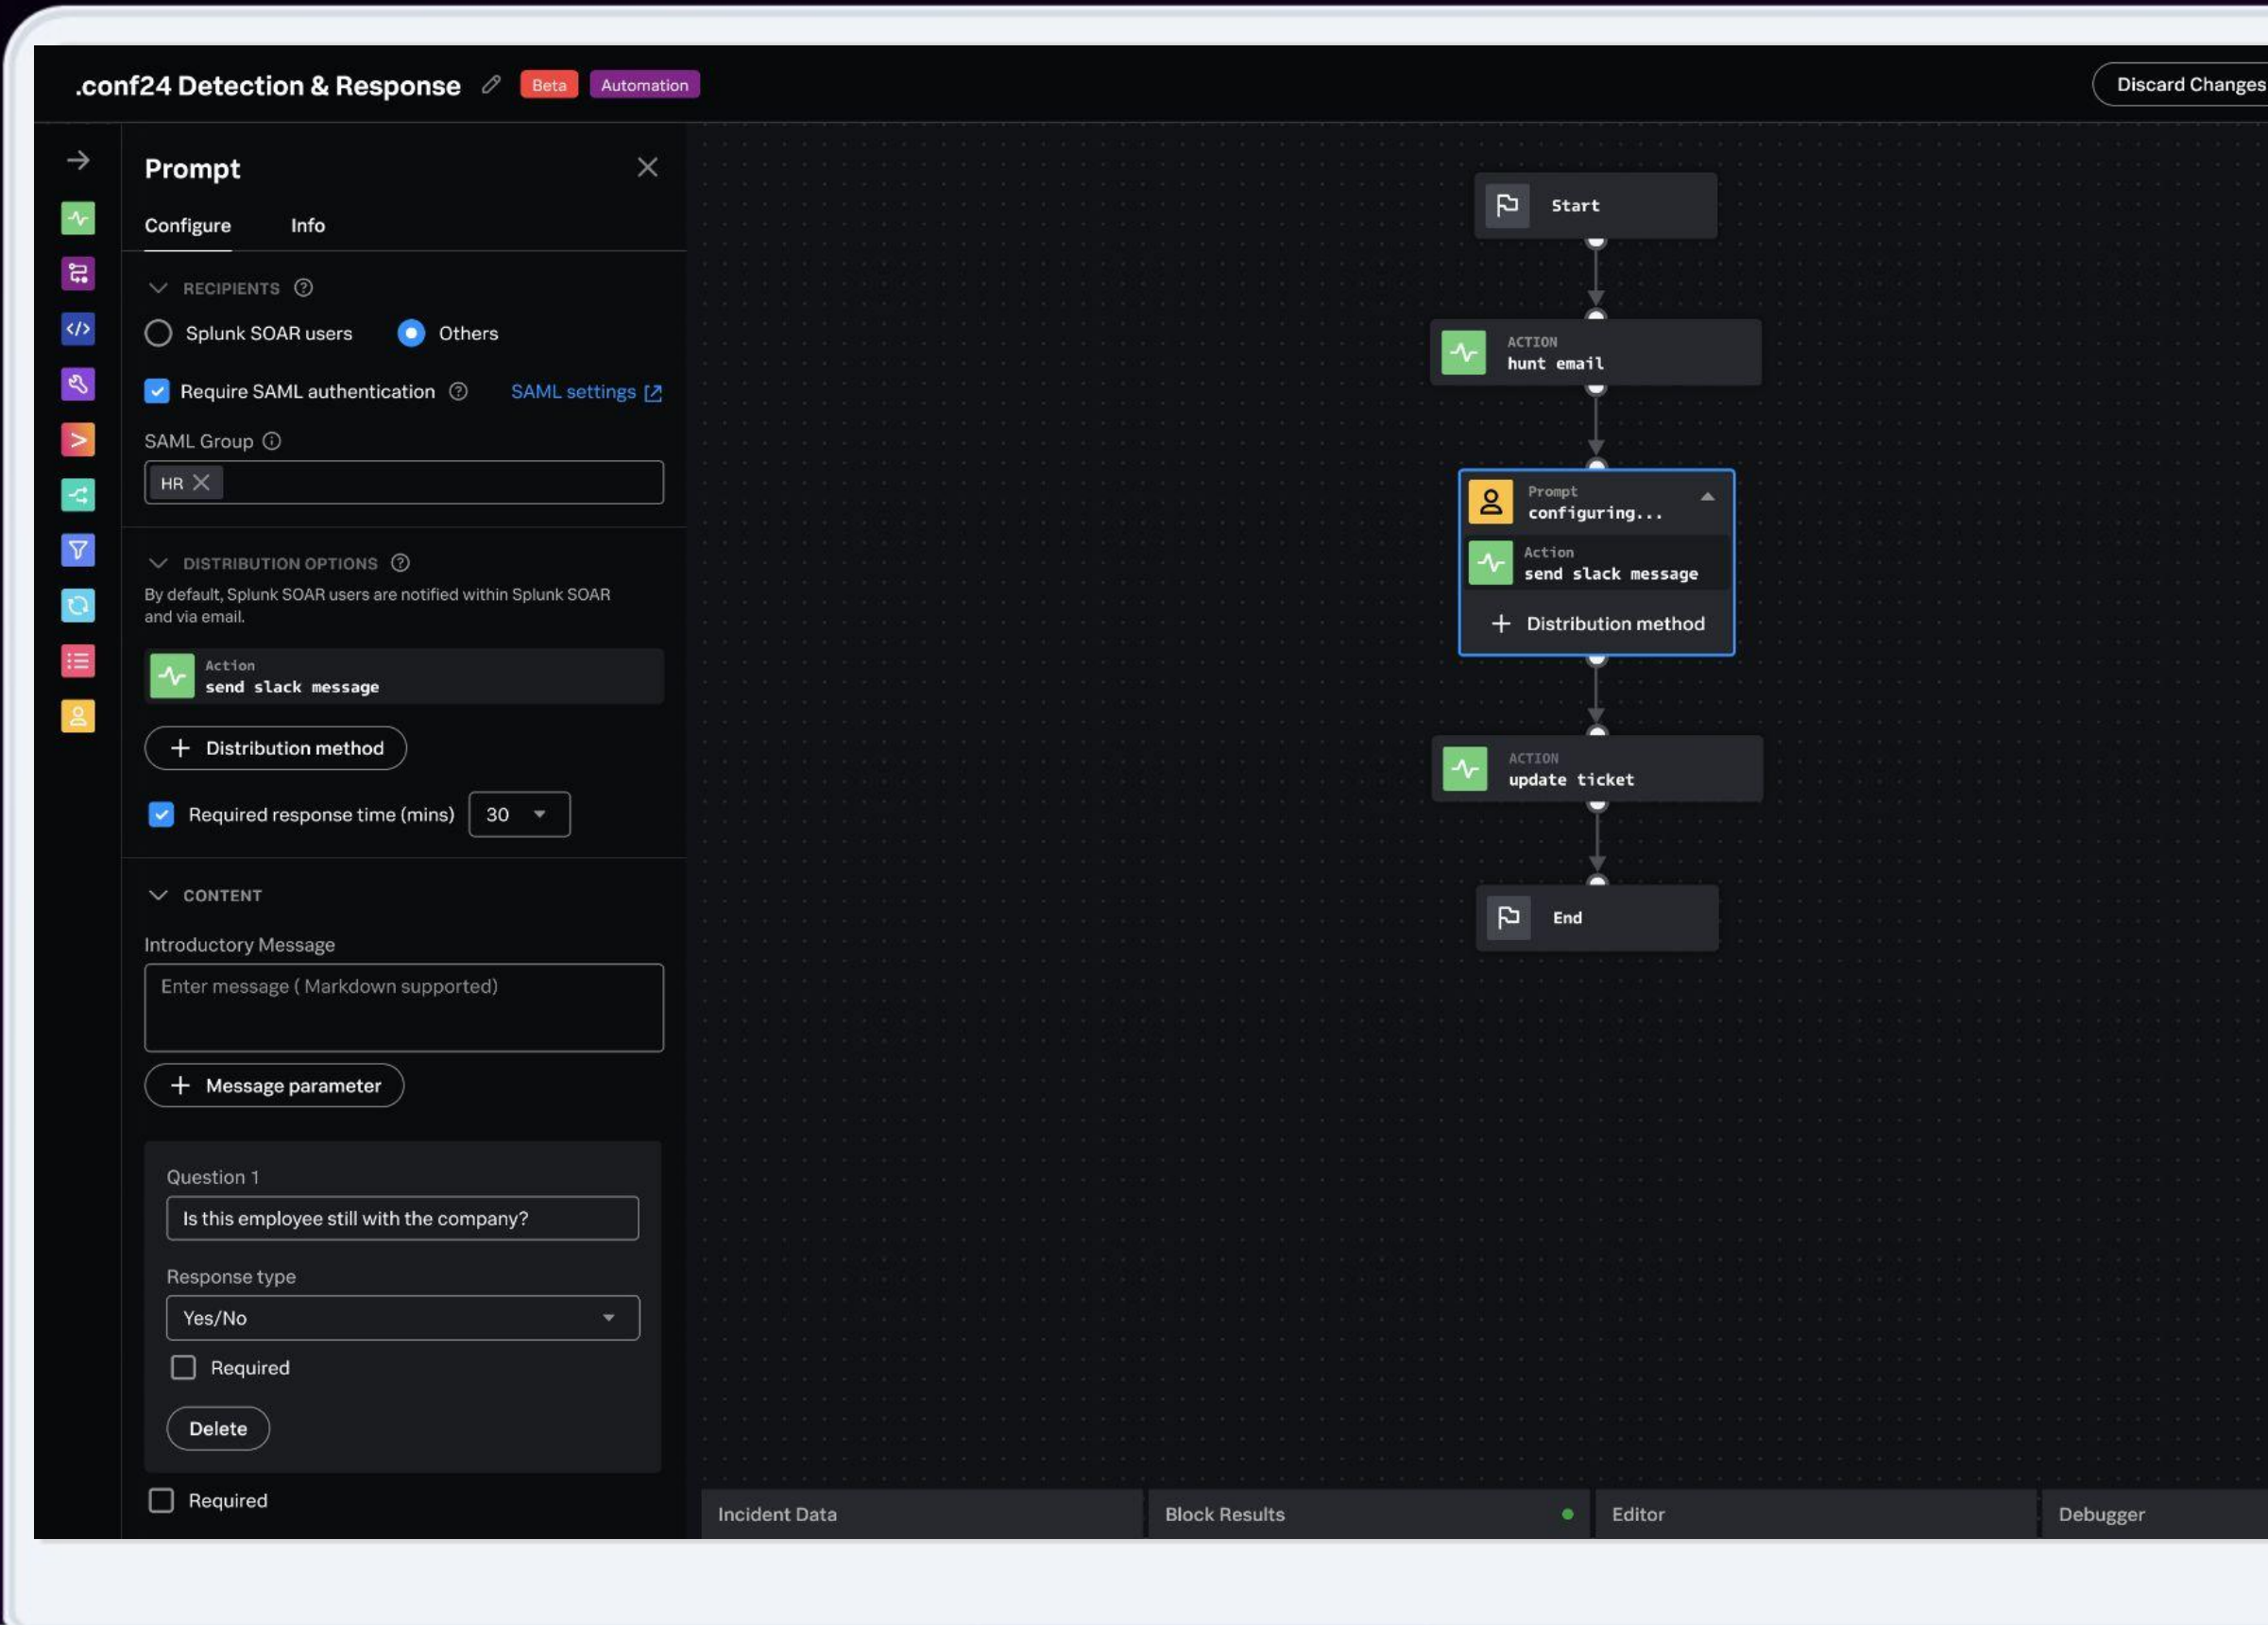 .conf24 Detection & Response Beta Automation Discard Changes
Prompt
Configure Info
RECIPIENTS
Splunk SOAR users Others
Require SAML authentication SAML settings
SAML Group
HR
DISTRIBUTION OPTIONS
By default, Splunk SOAR users are notified within Splunk SOAR
and via email.
Action
send slack message
+ Distribution method
Required response time (mins) 30
CONTENT
Introductory Message
Enter message ( Markdown supported)
+ Message parameter
Question 1
Is this employee still with the company?
Response type
Yes/No
Required
Delete
Required
Start
ACTION
hunt email
Prompt
configuring...
Action
send slack message
+ Distribution method
ACTION
update ticket
End
Incident Data Block Results Editor Debugger